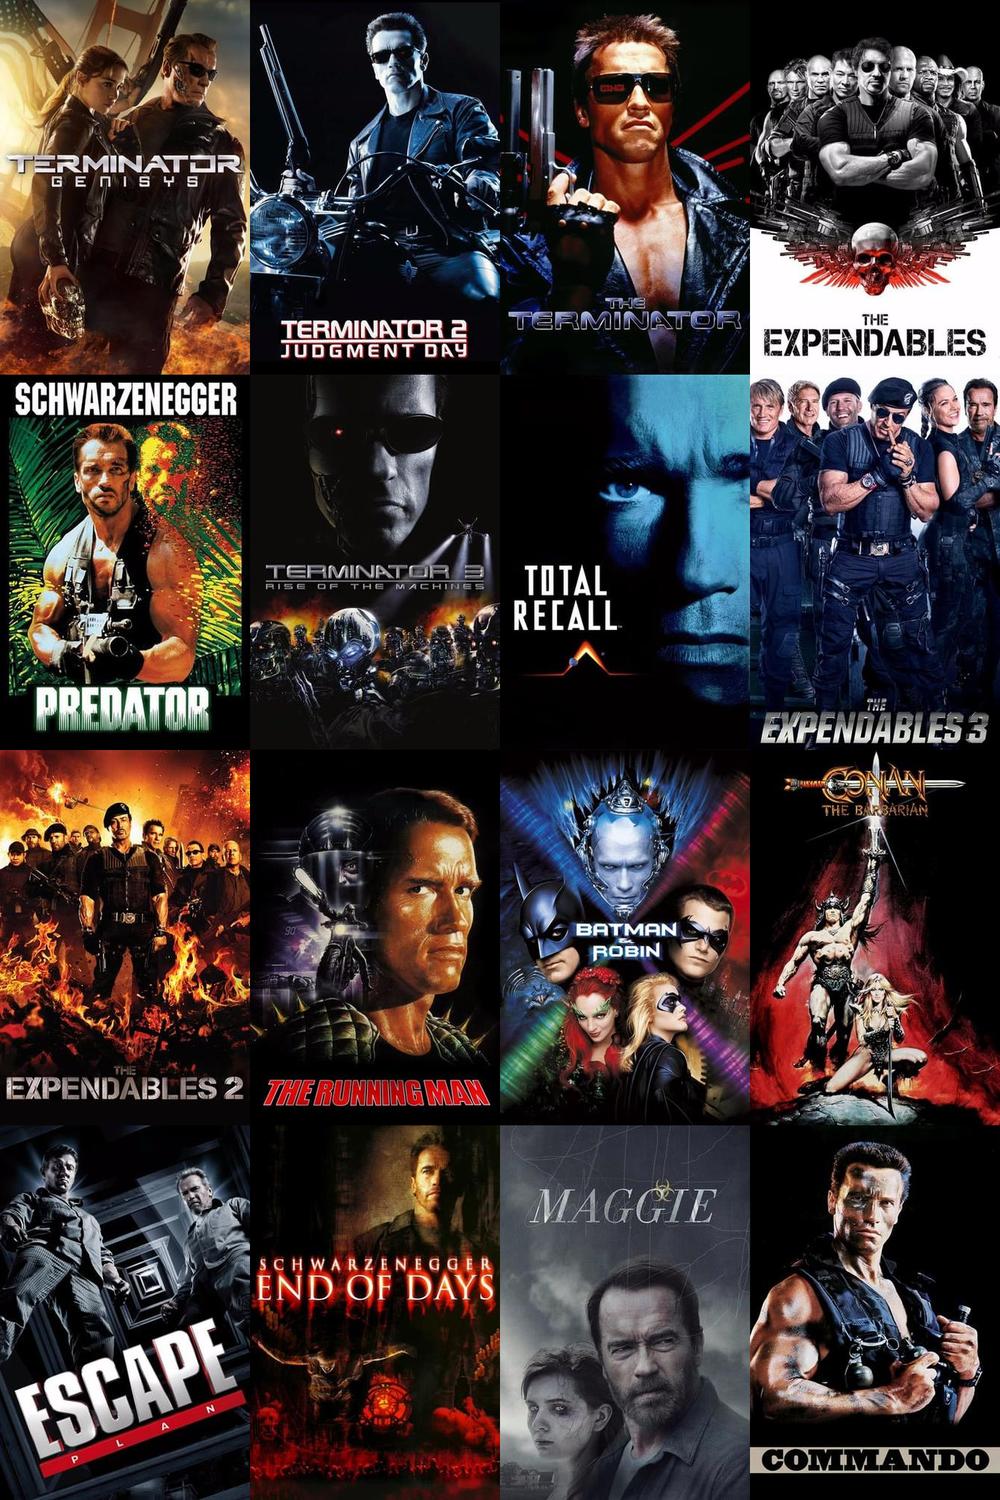 TERMINATOR
GENISYS
TERMINATOR 2
JUDGMENT DAY
THE
TERMINATOR
THE
EXPENDABLES
SCHWARZENEGGER
PREDATOR
TERMINATOR 3
RISE OF THE MACHINES
TOTAL
RECALL
THE
EXPENDABLES 3
THE
EXPENDABLES 2
THE RUNNING MAN
BATMAN
&
ROBIN
CONAN
THE BARBARIAN
ESCAPE
PLAN
SCHWARZENEGGER
END OF DAYS
MAGGIE
COMMANDO